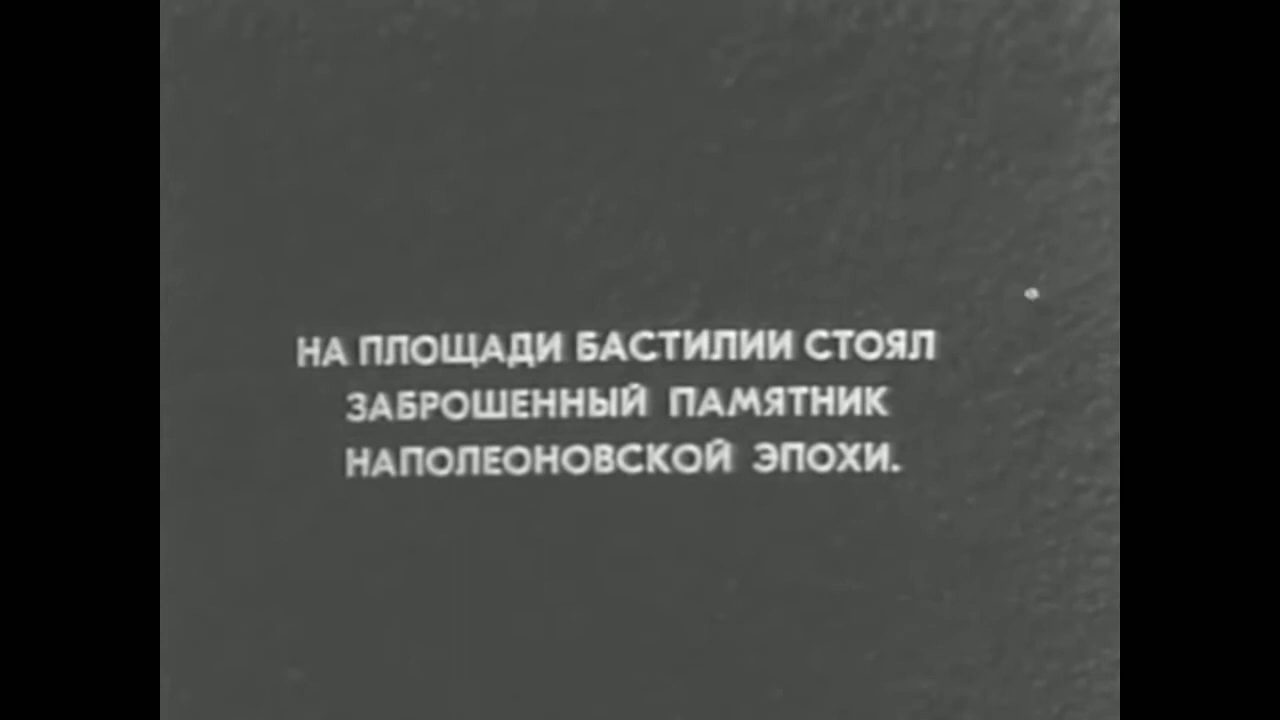 НА ПЛОЩАДИ БАСТИЛИИ СТОЯЛ
ЗАБРОШЕННЫЙ ПАМЯТНИК
НАПОЛЕОНОВСКОЙ ЭПОХИ.